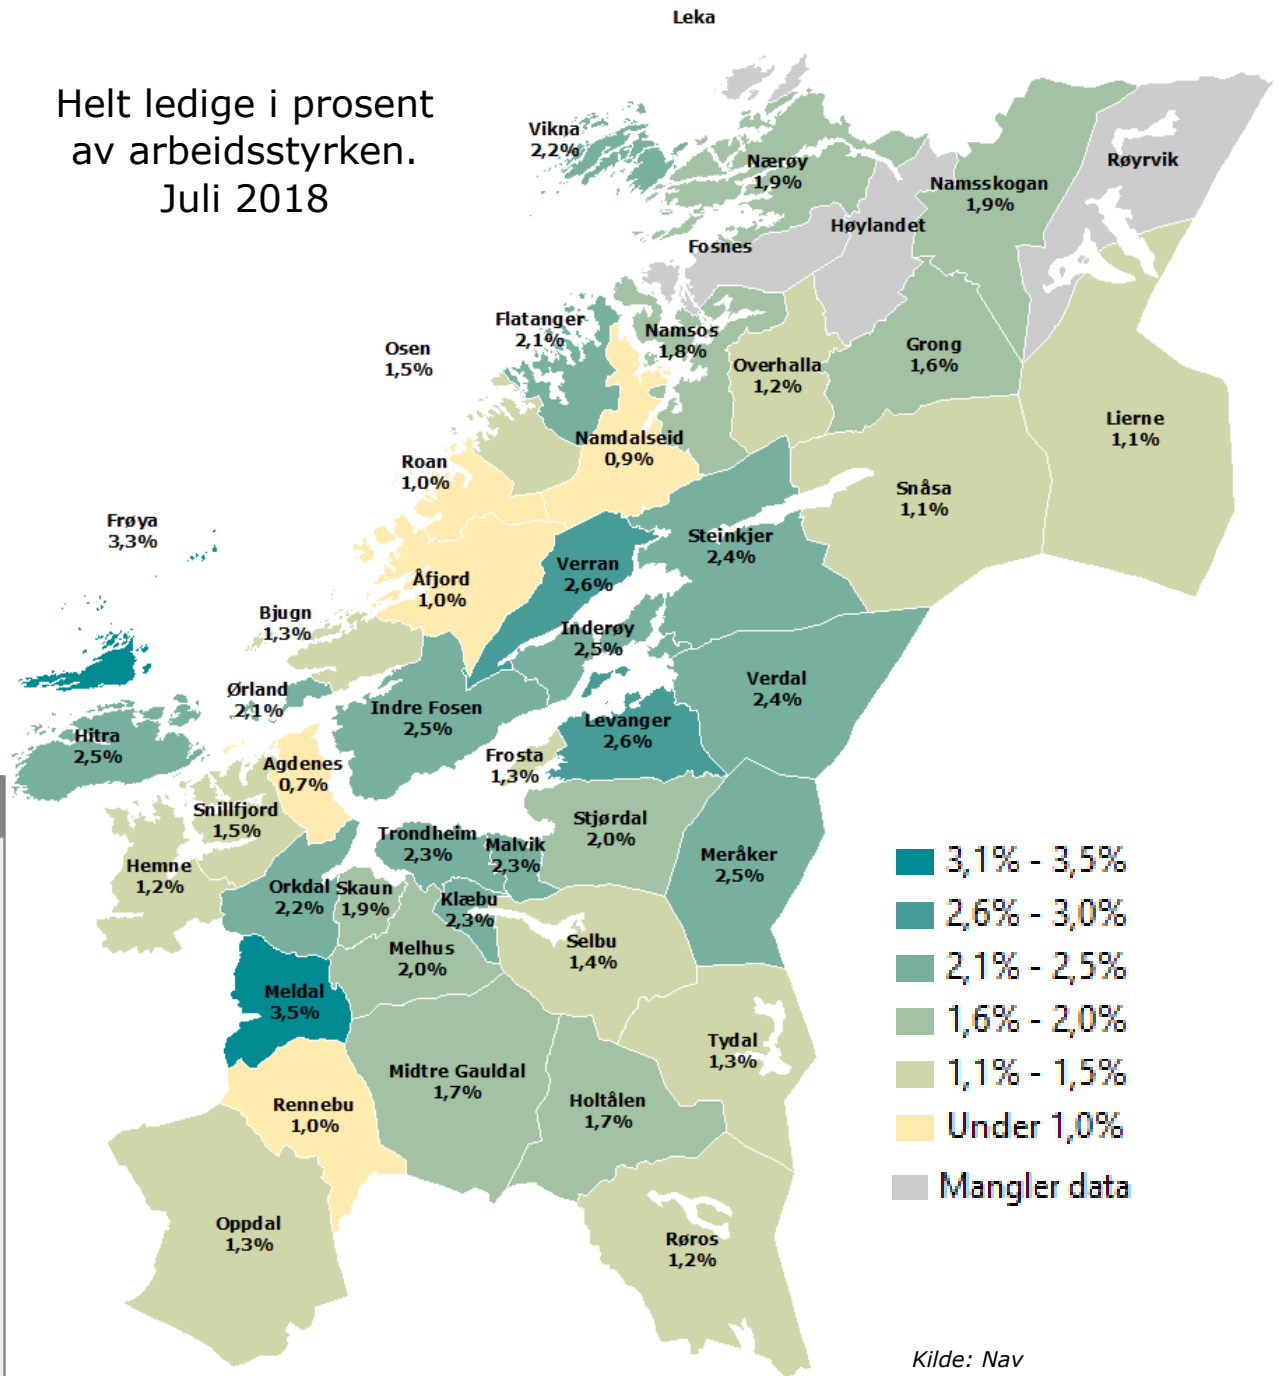 Leka
Helt ledige i prosent
av arbeidsstyrken.
Juli 2018
Vikna
2,2%
Nærøy
1,9%
Røyrvik
Namsskogan
1,9%
Høylandet
Fosnes
Flatanger
2,1%
Namsos
1,8%
Osen
1,5%
Grong
1,6%
Overhalla
1,2%
Lierne
1,1%
Namdalseid
0,9%
Roan
1,0%
Snåsa
1,1%
Frøya
3,3%
Steinkjer
2,4%
Verran
2,6%
Åfjord
1,0%
Bjugn
1,3%
Inderøy
2,5%
Verdal
2,4%
Ørland
2,1%
Indre Fosen
2,5%
Levanger
2,6%
Hitra
2,5%
Frosta
1,3%
Agdenes
0,7%
Snillfjord
1,5%
Stjørdal
2,0%
Trondheim
2,3%
Malvik
2,3%
Meråker
2,5%
Hemne
1,2%
Orkdal
2,2%
Skaun
1,9%
Klæbu
2,3%
Melhus
2,0%
Selbu
1,4%
Meldal
3,5%
Tydal
1,3%
Midtre Gauldal
1,7%
Holtålen
1,7%
Rennebu
1,0%
Oppdal
1,3%
Røros
1,2%
3,1% - 3,5%
2,6% - 3,0%
2,1% - 2,5%
1,6% - 2,0%
1,1% - 1,5%
Under 1,0%
Mangler data
Kilde: Nav